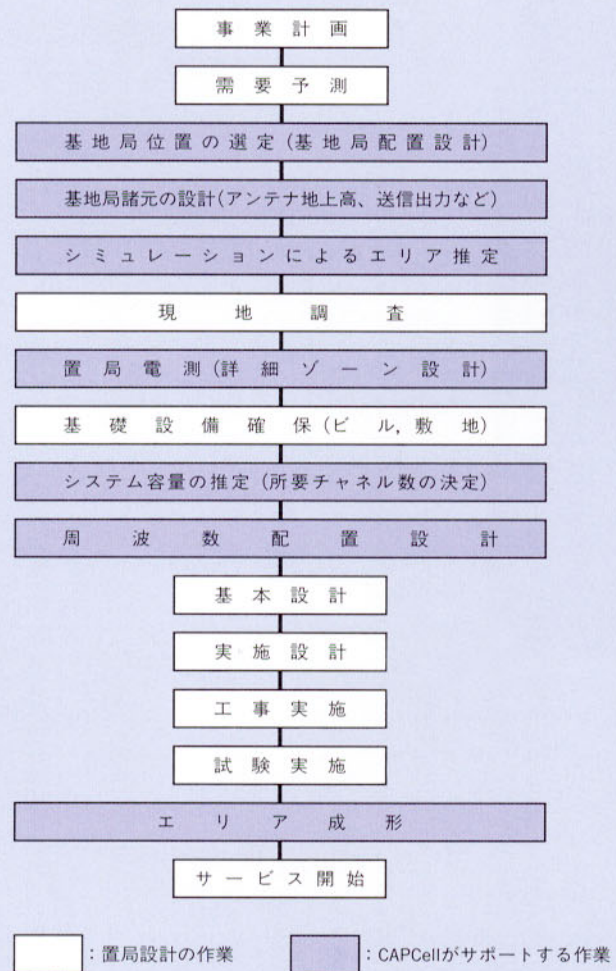 事業計画
需要予測
基地局位置の選定(基地局配置設計)
基地局諸元の設計(アンテナ地上高、送信出力など)
シミュレーションによるエリア推定
現地調査
置局電測(詳細ゾーン設計)
基礎設備確保(ビル,敷地)
システム容量の推定(所要チャネル数の決定)
周波数配置設計
基本設計
実施設計
工事実施
試験実施
エリア成形
サービス開始
:置局設計の作業
:CAPCellがサポートする作業